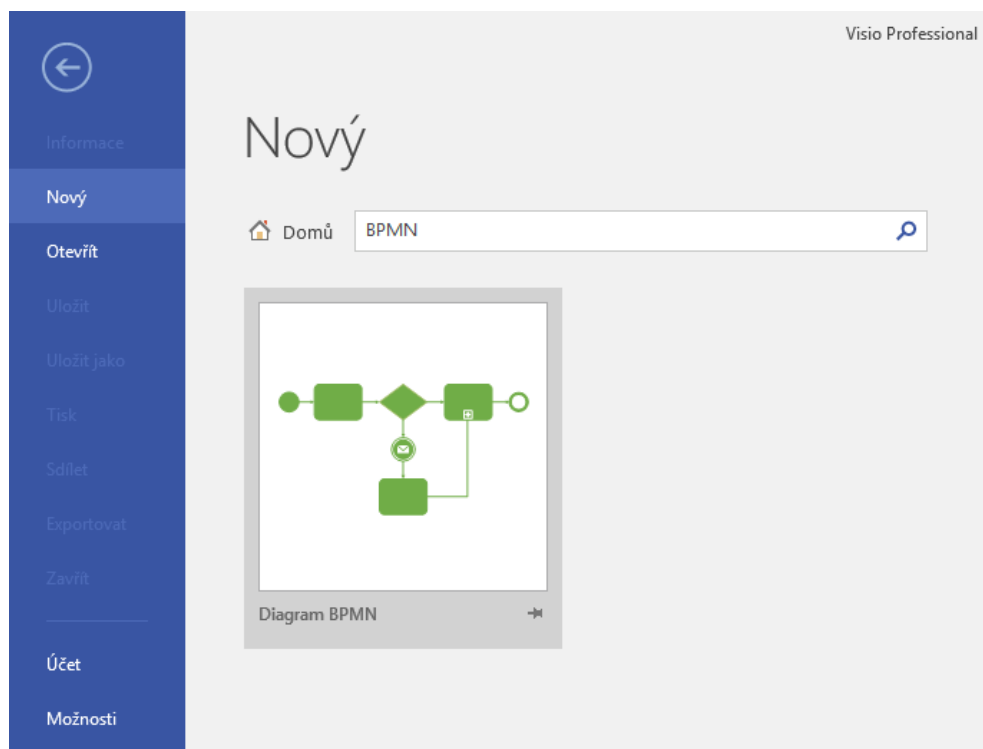 Visio Professional
Informace
Nový
Otevřít
Uložit
Uložit jako
Tisk
Sdílet
Exportovat
Zavřít
Účet
Možnosti
Nový
Domů
BPMN
Diagram BPMN